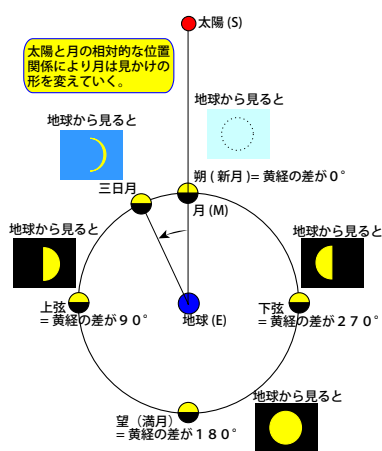 太陽 (S)
太陽と月の相対的な位置
関係により月は見かけの
形を変えていく。
地球から見ると
地球から見ると
三日月
朔 ( 新月 )= 黄経の差が０°
月 (M)
地球から見ると
地球から見ると
上弦
= 黄経の差が９０°
地球 (E)
下弦
= 黄経の差が２７０°
地球から見ると
望（満月）
= 黄経の差が１８０°